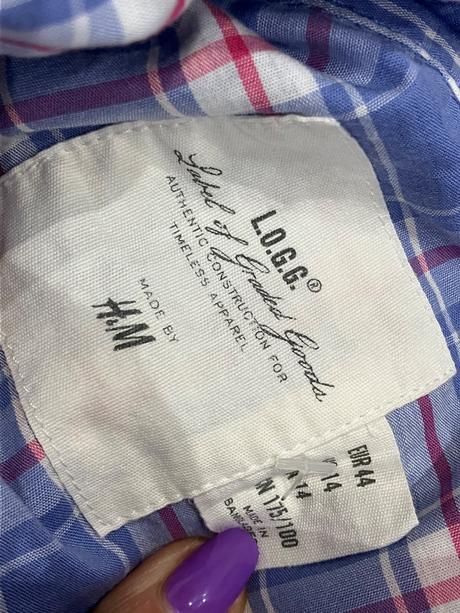 L.O.G.G.®
Label of Graded Goods
AUTHENTIC CONSTRUCTION FOR
TIMELESS APPAREL
MADE BY
H&M
EUR 44
14
A 14
N 175/100
MADE IN